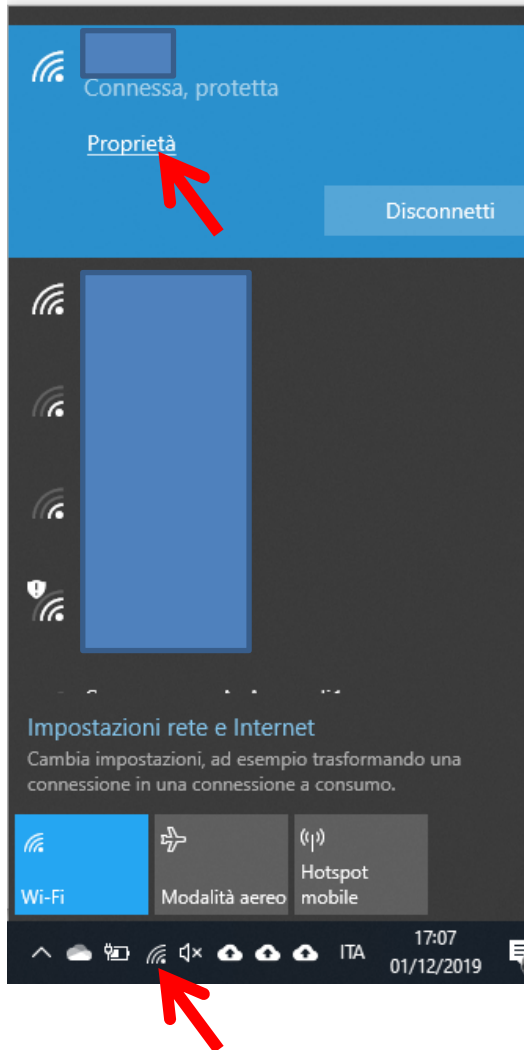 Connessa, protetta
Proprietà
Disconnetti
Impostazioni rete e Internet
Cambia impostazioni, ad esempio trasformando una
connessione in una connessione a consumo.
Wi-Fi
Modalità aereo
Hotspot
mobile
ITA
17:07
01/12/2019